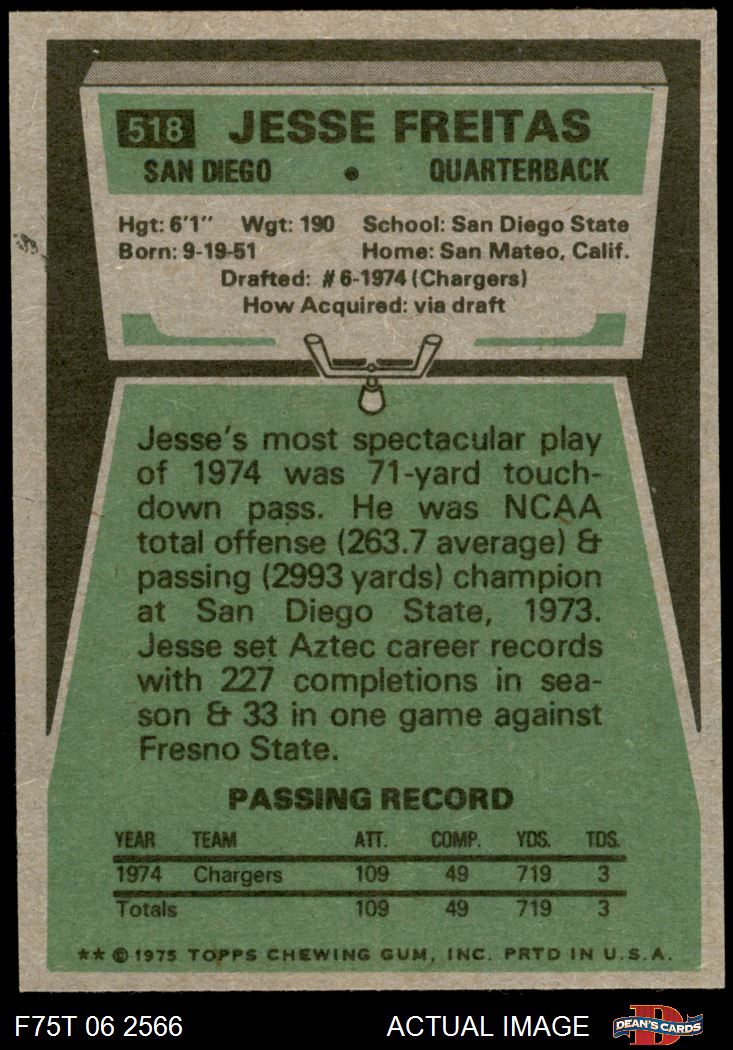 518 JESSE FREITAS
SAN DIEGO • QUARTERBACK
Hgt: 6'1" Wgt: 190 School: San Diego State
Born: 9-19-51 Home: San Mateo, Calif.
Drafted: #6-1974 (Chargers)
How Acquired: via draft
Jesse's most spectacular play
of 1974 was 71-yard touch-
down pass. He was NCAA
total offense (263.7 average) &
passing (2993 yards) champion
at San Diego State, 1973.
Jesse set Aztec career records
with 227 completions in sea-
son & 33 in one game against
Fresno State.
PASSING RECORD
YEAR TEAM ATT. COMP. YDS. TDS.
1974 Chargers 109 49 719 3
Totals 109 49 719 3
** © 1975 TOPPS CHEWING GUM, INC. PRTD IN U.S.A.
F75T 06 2566 ACTUAL IMAGE D DEAN'S CARDS